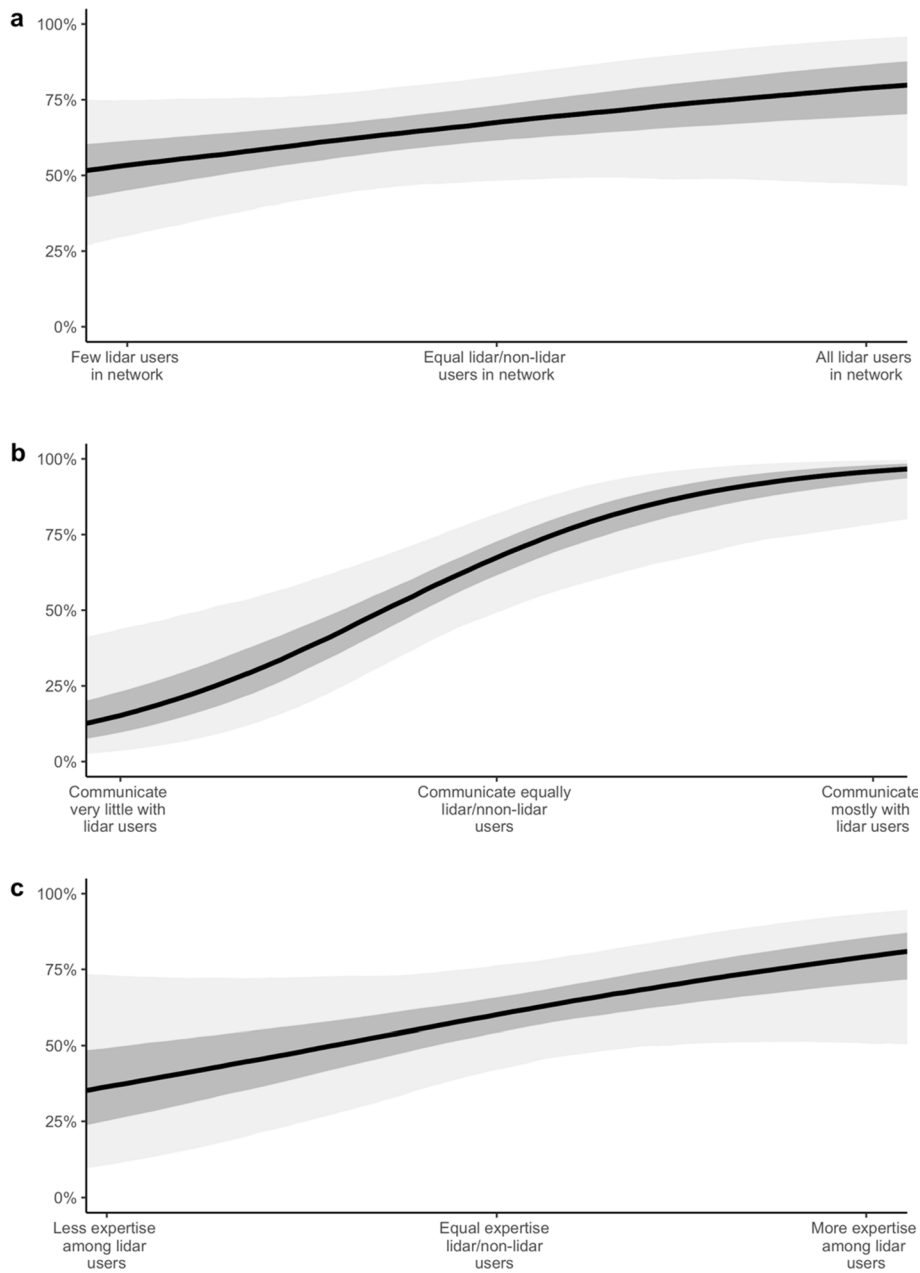 a
100%
75%
50%
25%
0%
Few lidar users
in network
Equal lidar/non-lidar
users in network
All lidar users
in network
b
100%
75%
50%
25%
0%
Communicate
very little with
lidar users
Communicate equally
lidar/nnon-lidar
users
Communicate
mostly with
lidar users
c
100%
75%
50%
25%
0%
Less expertise
among lidar
users
Equal expertise
lidar/non-lidar
users
More expertise
among lidar
users